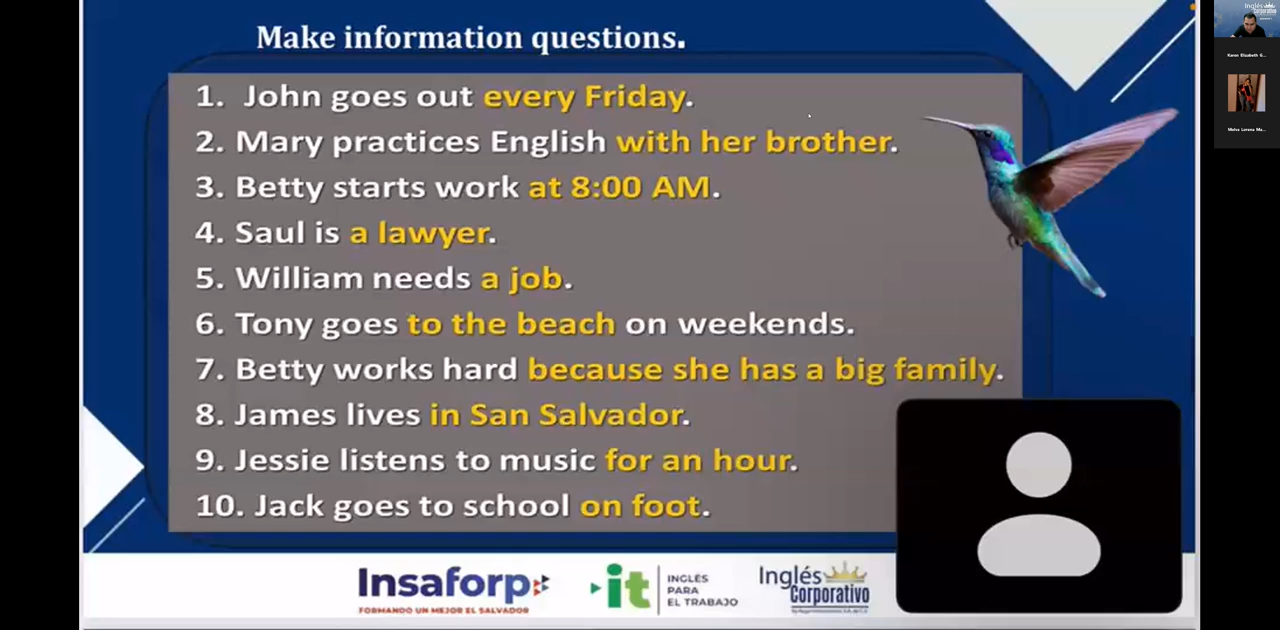 Make information questions.
1. John goes out every Friday.
2. Mary practices English with her brother.
3. Betty starts work at 8:00 AM.
4. Saul is a lawyer.
5. William needs a job.
6. Tony goes to the beach on weekends.
7. Betty works hard because she has a big family.
8. James lives in San Salvador.
9. Jessie listens to music for an hour.
10. Jack goes to school on foot.
Insaforp
FORMANDO UN MEJOR EL SALVADOR
it
INGLÉS
PARA
EL TRABAJO
Inglés
Corporativo
Inglés
Corporativo
Karen Elizabeth G...